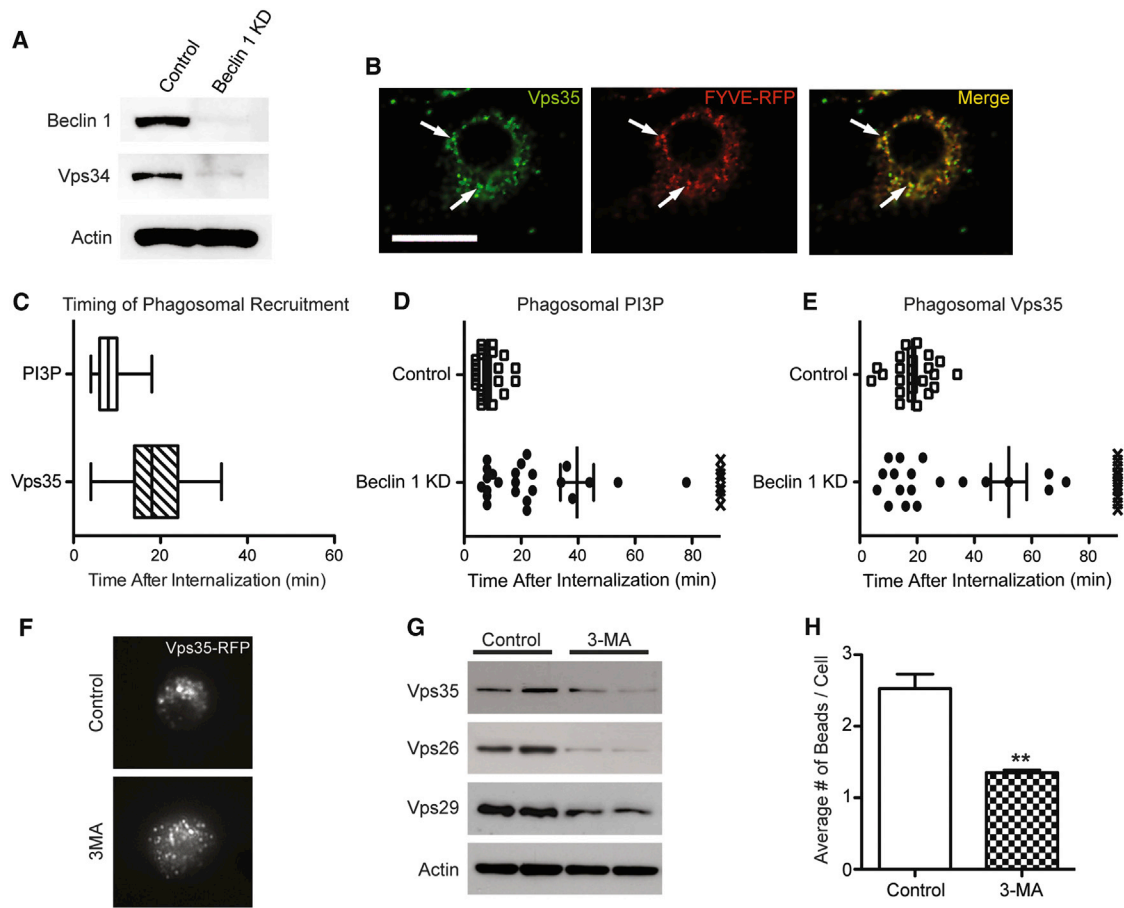 A
Control
Beclin 1 KD
Beclin 1
Vps34
Actin
B
Vps35
FYVE-RFP
Merge
C
Timing of Phagosomal Recruitment
PI3P
Vps35
0
20
40
60
Time After Internalization (min)
D
Phagosomal PI3P
Control
Beclin 1 KD
0
20
40
60
80
Time After Internalization (min)
E
Phagosomal Vps35
Control
Beclin 1 KD
0
20
40
60
80
Time After Internalization (min)
F
Vps35-RFP
Control
3MA
G
Control
3-MA
Vps35
Vps26
Vps29
Actin
H
Average # of Beads / Cell
3
2
1
0
**
Control
3-MA